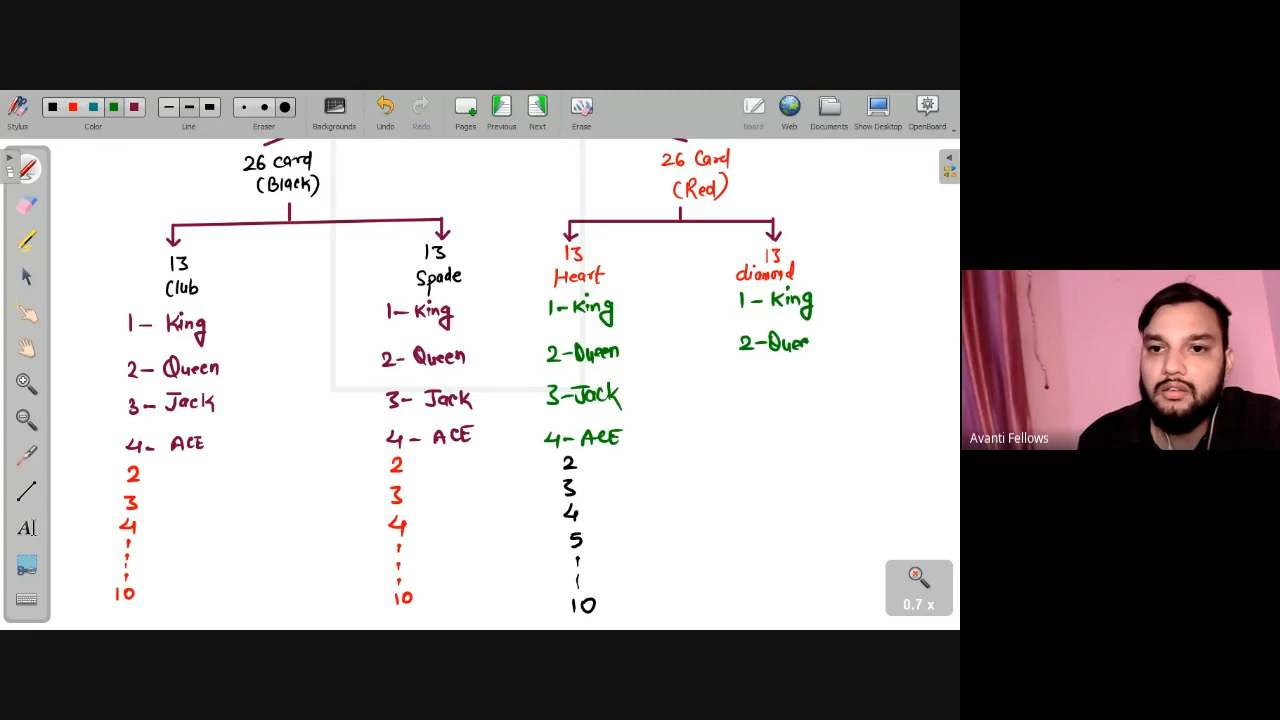 Color
Line
Eraser
Stylus
Backgrounds
Undo
Redo
Pages
Previous
Next
Erase
Board
Web
Documents
Show Desktop
OpenBoard
26 Card
(Black)
26 Card
(Red)
13
Club
1- King
2- Queen
3- Jack
4- ACE
2
3
4
10
13
Spade
1- King
2- Queen
3- Jack
4- ACE
2
3
4
10
13
Heart
1- King
2- Queen
3- Jack
4- ACE
2
3
4
5
10
13
diamond
1- King
2- Quee
0.7 x
Avanti Fellows